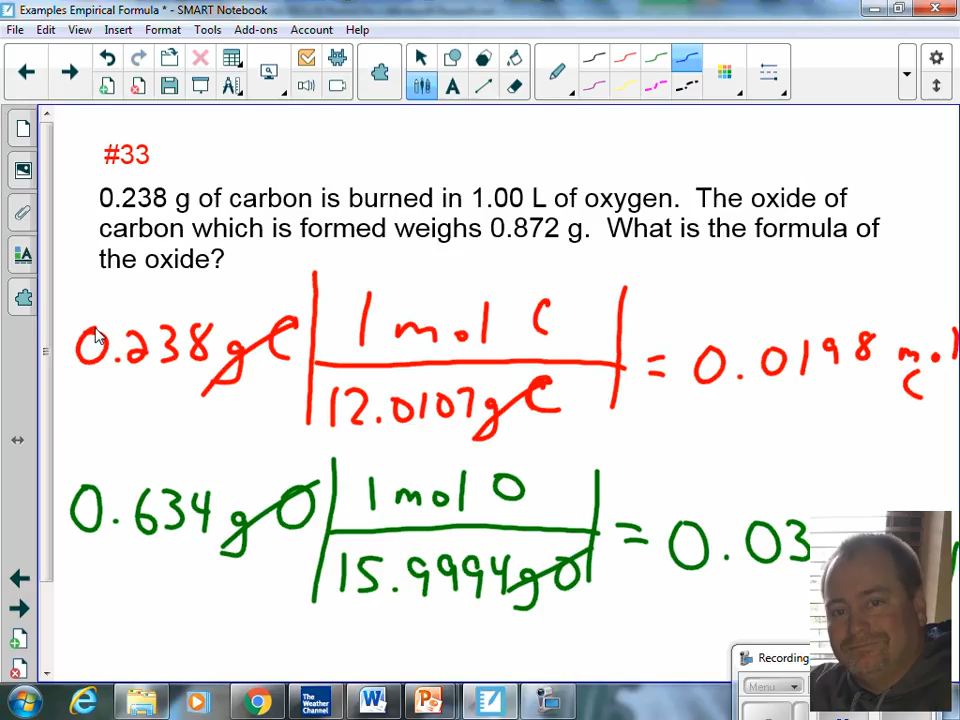 Examples Empirical Formula * - SMART Notebook
File Edit View Insert Format Tools Add-ons Account Help
#33
0.238 g of carbon is burned in 1.00 L of oxygen. The oxide of
carbon which is formed weighs 0.872 g. What is the formula of
the oxide?
0.238 g C | 1 mol C | = 0.0198 mol
12.0107 g C
C
0.634 g O | 1 mol O | = 0.03
15.9994 g O
Recording
Menu
The Weather Channel